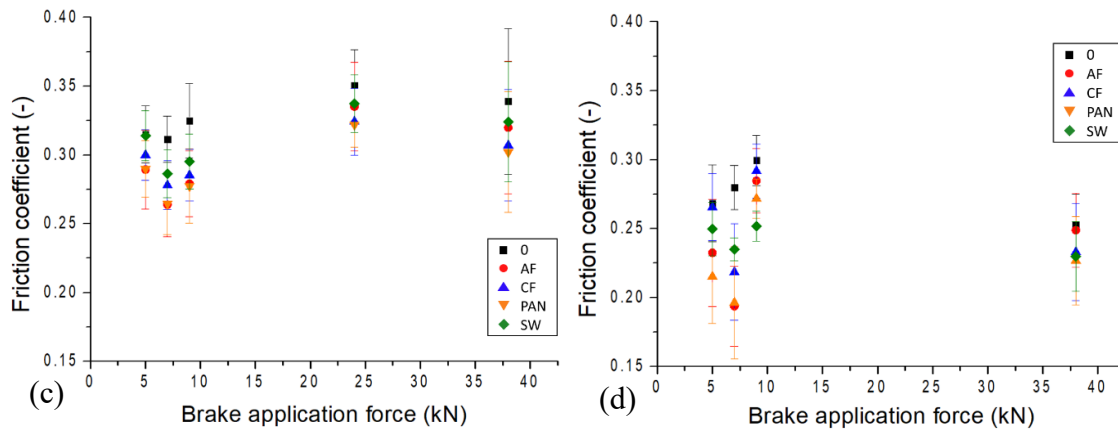 0.40
0.35
0.30
0.25
0.20
0.15
Friction coefficient (-)
0
AF
CF
PAN
SW
0 5 10 15 20 25 30 35 40
Brake application force (kN)
(c)
0.40
0.35
0.30
0.25
0.20
0.15
Friction coefficient (-)
0
AF
CF
PAN
SW
0 5 10 15 20 25 30 35 40
Brake application force (kN)
(d)